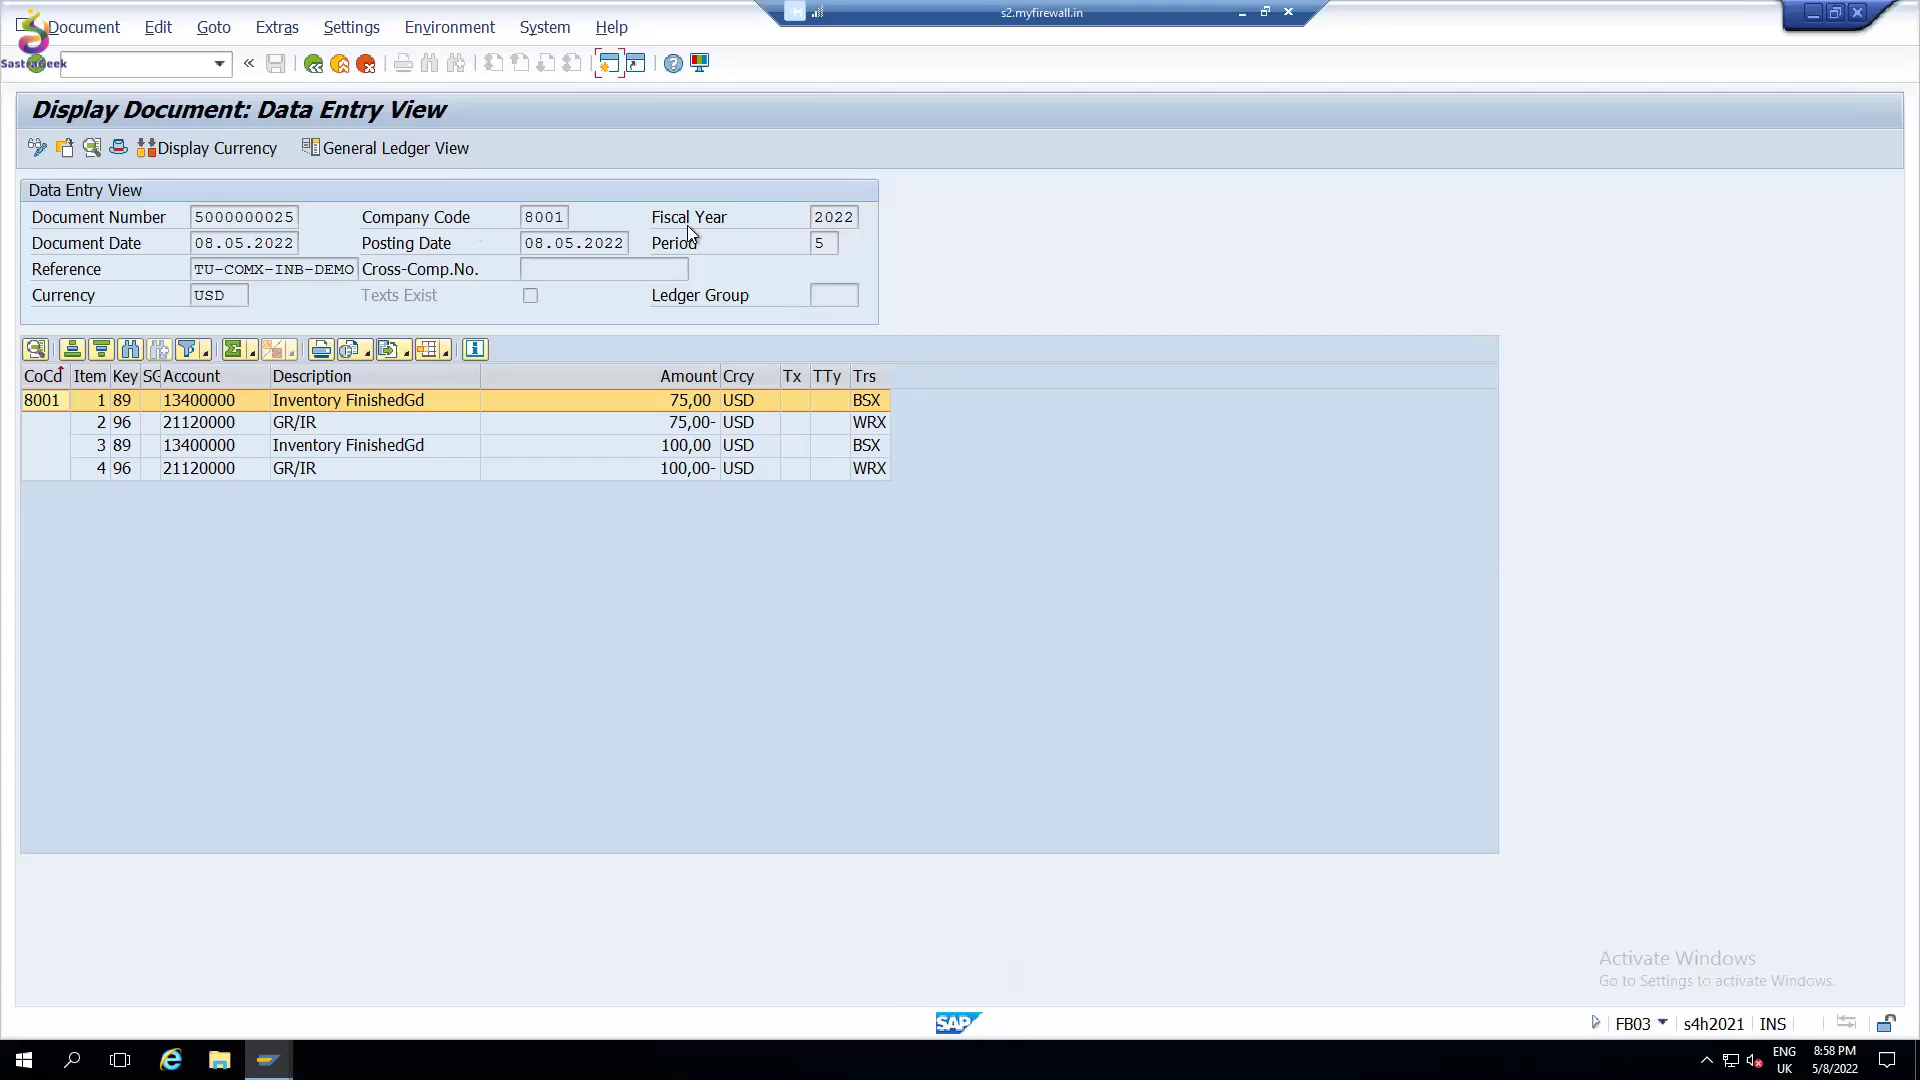 s2.myfirewall.in
Document Edit Goto Extras Settings Environment System Help
SastraGeek
Display Document: Data Entry View
Display Currency General Ledger View
Data Entry View
Document Number 5000000025 Company Code 8001 Fiscal Year 2022
Document Date 08.05.2022 Posting Date 08.05.2022 Period 5
Reference TU-COMX-INB-DEMO Cross-Comp.No.
Currency USD Texts Exist Ledger Group
CoCd Item Key SG Account Description Amount Crcy Tx TTy Trs
8001 1 89 13400000 Inventory FinishedGd 75,00 USD BSX
2 96 21120000 GR/IR 75,00- USD WRX
3 89 13400000 Inventory FinishedGd 100,00 USD BSX
4 96 21120000 GR/IR 100,00- USD WRX
Activate Windows
Go to Settings to activate Windows.
SAP FB03 s4h2021 INS
ENG 8:58 PM
UK 5/8/2022